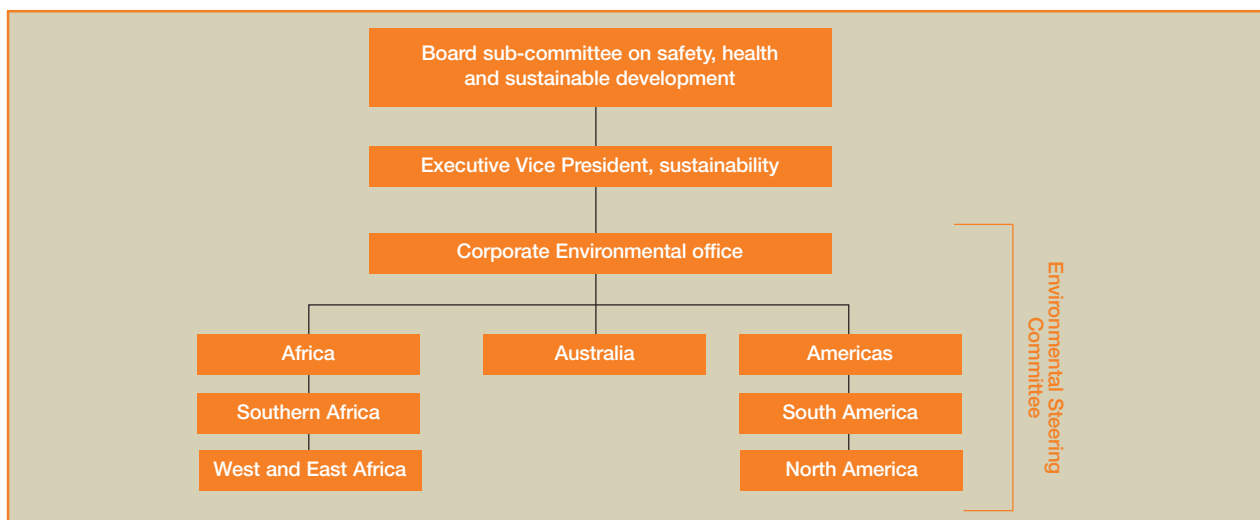 Board sub-committee on safety, health
and sustainable development
Executive Vice President, sustainability
Corporate Environmental office
Africa
Australia
Americas
Southern Africa
South America
West and East Africa
North America
Environmental Steering
Committee